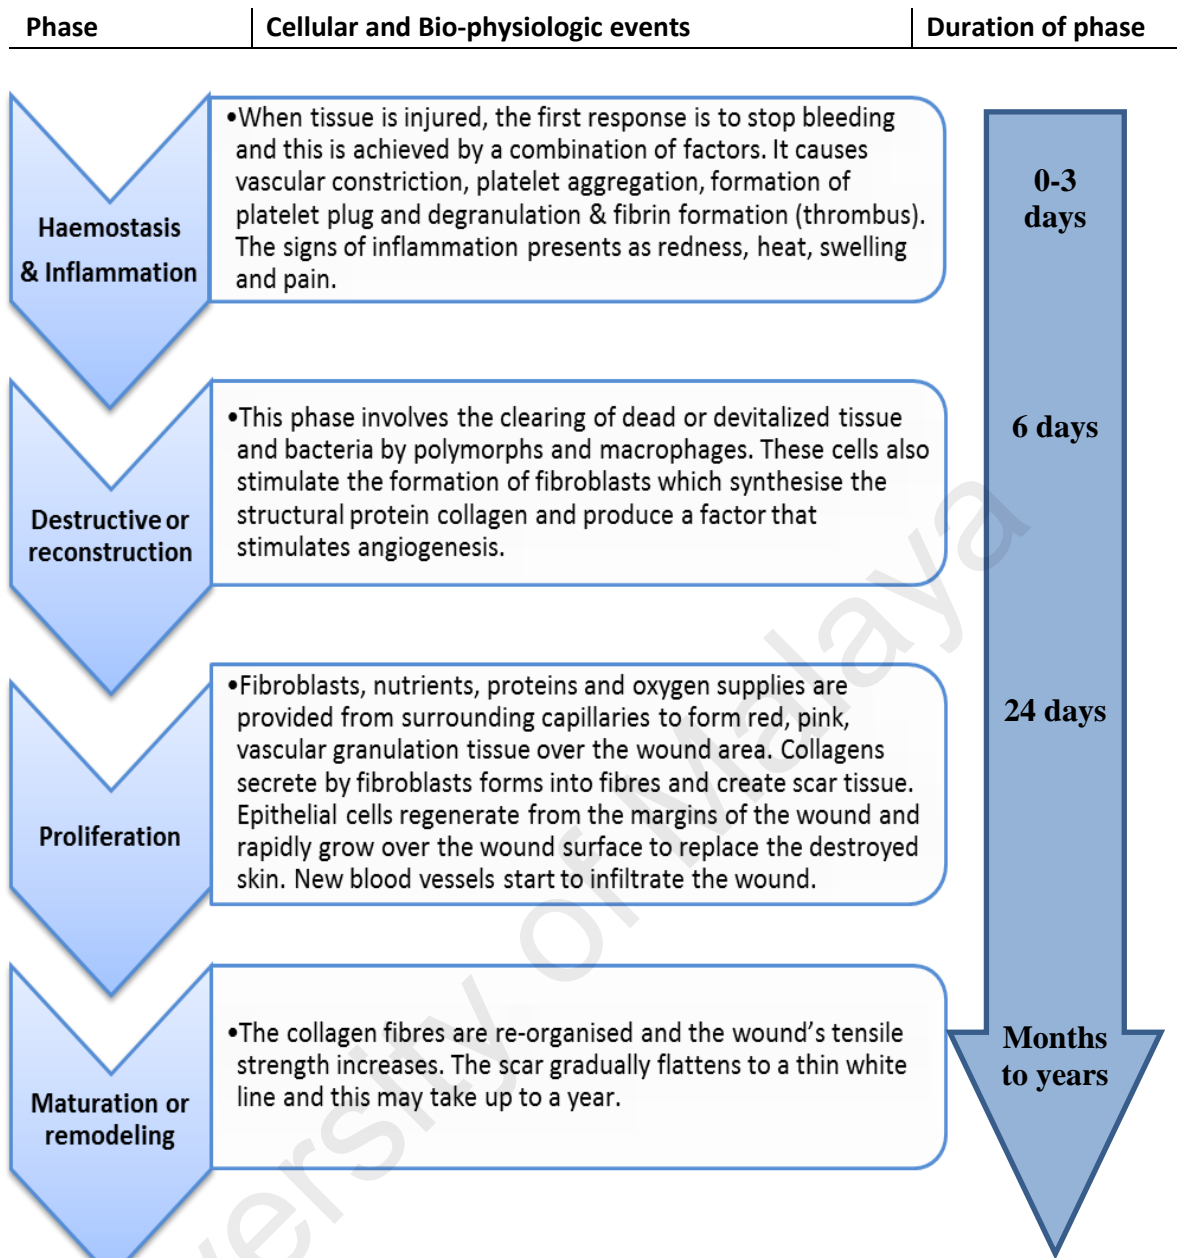 Phase Cellular and Bio-physiologic events Duration of phase
Haemostasis
& Inflammation
•When tissue is injured, the first response is to stop bleeding
and this is achieved by a combination of factors. It causes
vascular constriction, platelet aggregation, formation of
platelet plug and degranulation & fibrin formation (thrombus).
The signs of inflammation presents as redness, heat, swelling
and pain.
0-3
days
Destructive or
reconstruction
•This phase involves the clearing of dead or devitalized tissue
and bacteria by polymorphs and macrophages. These cells also
stimulate the formation of fibroblasts which synthesise the
structural protein collagen and produce a factor that
stimulates angiogenesis.
6 days
Proliferation
•Fibroblasts, nutrients, proteins and oxygen supplies are
provided from surrounding capillaries to form red, pink,
vascular granulation tissue over the wound area. Collagens
secrete by fibroblasts forms into fibres and create scar tissue.
Epithelial cells regenerate from the margins of the wound and
rapidly grow over the wound surface to replace the destroyed
skin. New blood vessels start to infiltrate the wound.
24 days
Maturation or
remodeling
•The collagen fibres are re-organised and the wound's tensile
strength increases. The scar gradually flattens to a thin white
line and this may take up to a year.
Months
to years
versity of Malaya